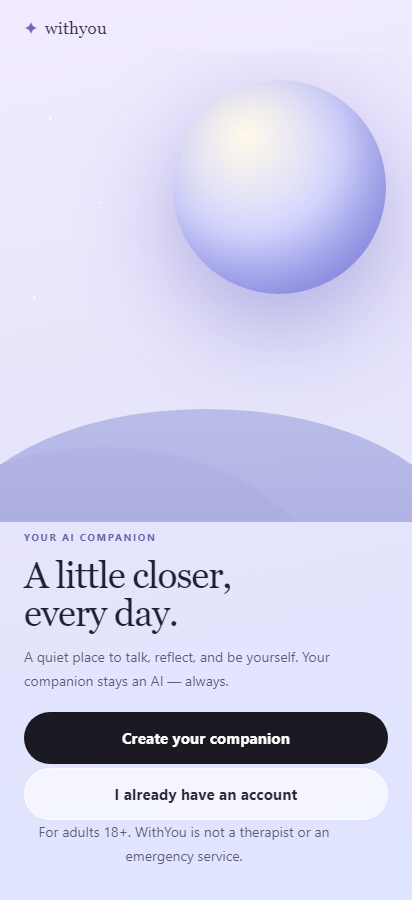 withyou
YOUR AI COMPANION
A little closer,
every day.
A quiet place to talk, reflect, and be yourself. Your
companion stays an AI — always.
Create your companion
I already have an account
For adults 18+. WithYou is not a therapist or an
emergency service.